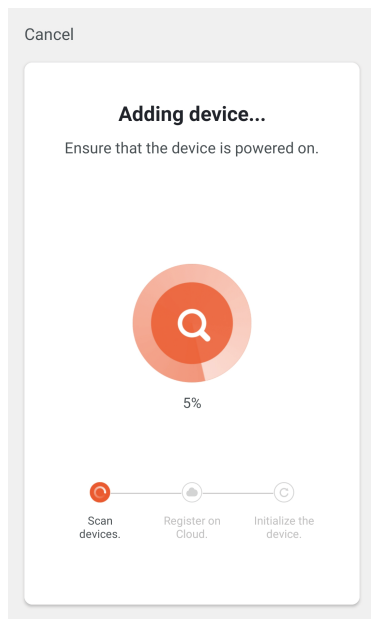 Cancel
Adding device...
Ensure that the device is powered on.
5%
Scan
devices.
Register on
Cloud.
Initialize the
device.